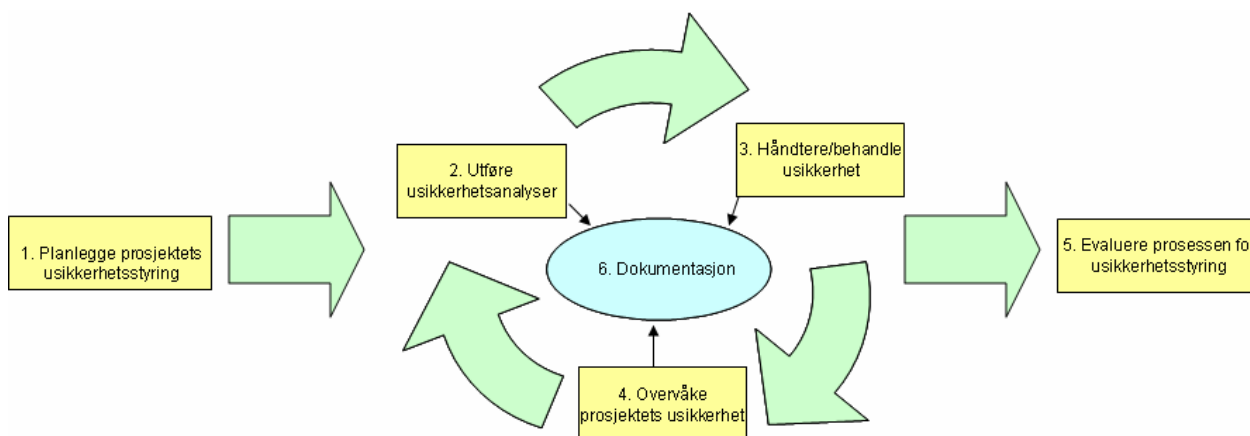 1. Planlegge prosjektets
usikkerhetsstyring
2. Utføre
usikkerhetsanalyser
3. Håndtere/behandle
usikkerhet
4. Overvåke
prosjektets usikkerhet
5. Evaluere prosessen fo
usikkerhetsstyring
6. Dokumentasjon